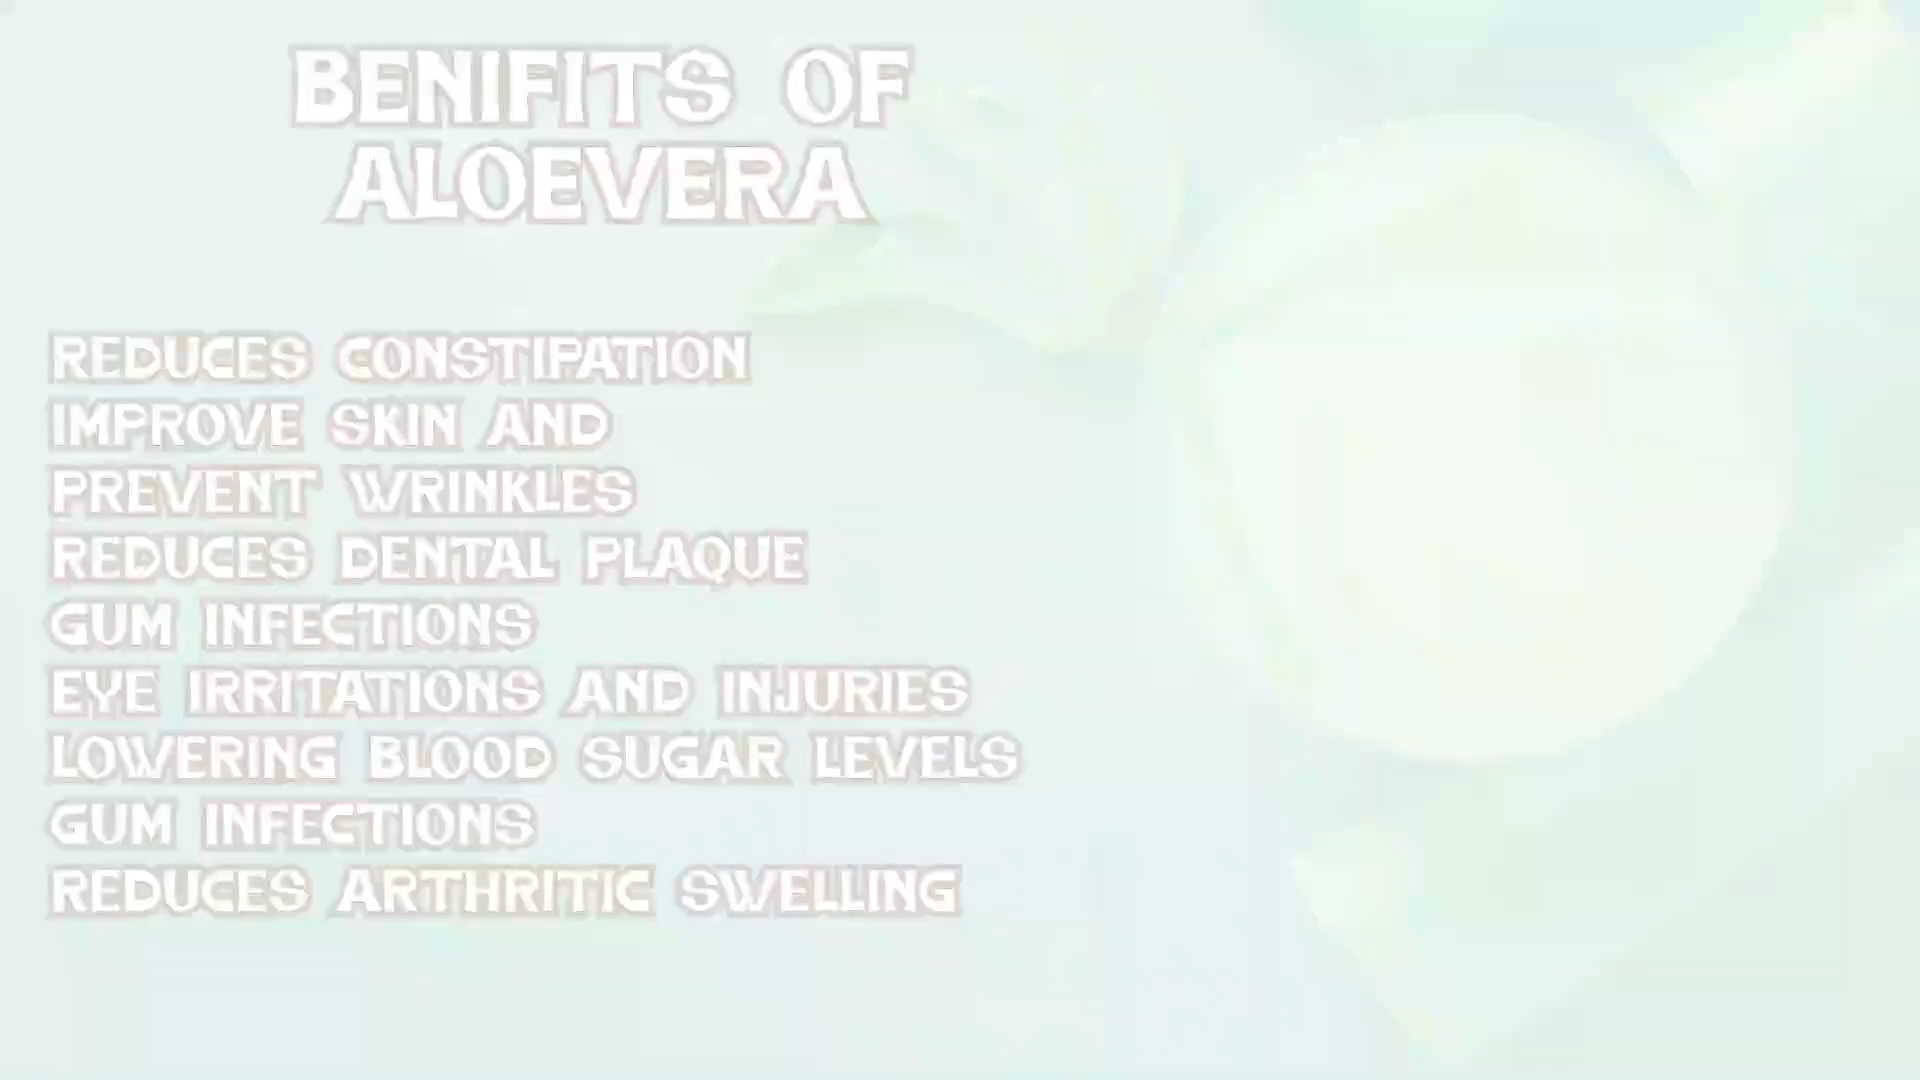 BENIFITS OF
ALOEVERA
REDUCES CONSTIPATION
IMPROVE SKIN AND
PREVENT WRINKLES
REDUCES DENTAL PLAQUE
GUM INFECTIONS
EYE IRRITATIONS AND INJURIES
LOWERING BLOOD SUGAR LEVELS
GUM INFECTIONS
REDUCES ARTHRITIC SWELLING